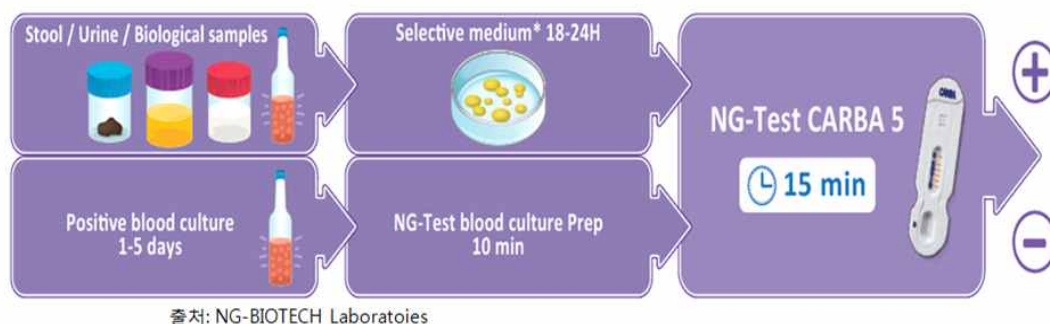 Stool / Urine / Biological samples
Selective medium* 18-24H
NG-Test CARBA 5
CARBA
15 min
Positive blood culture
1-5 days
NG-Test blood culture Prep
10 min
출처: NG-BIOTECH Laboratoies